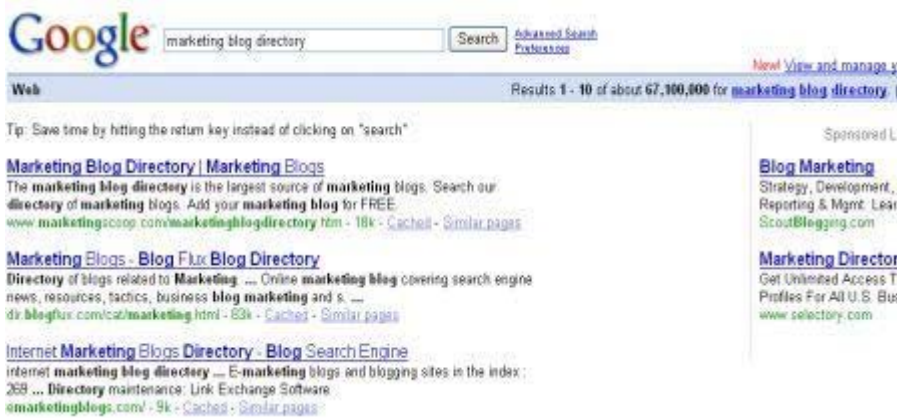 Google marketing blog directory Search Advanced Search
Preferences
New! View and manage y
Web Results 1 - 10 of about 67,100,000 for marketing blog directory.
Tip: Save time by hitting the return key instead of clicking on "search"
Sponsored L
Marketing Blog Directory | Marketing Blogs
The marketing blog directory is the largest source of marketing blogs. Search our
directory of marketing blogs. Add your marketing blog for FREE.
www.marketingscoop.com/marketingblogdirectory.htm - 18k - Cached - Similar pages
Marketing Blogs - Blog Flux Blog Directory
Directory of blogs related to Marketing. ... Online marketing blog covering search engine
news, resources, tactics, business blog marketing and s. ...
dir.blogflux.com/cat/marketing.html - 83k - Cached - Similar pages
Internet Marketing Blogs Directory - Blog Search Engine
internet marketing blog directory ... E-marketing blogs and blogging sites in the index :
269 ... Directory maintenance: Link Exchange Software
emarketingblogs.com/ - 9k - Cached - Similar pages
Blog Marketing
Strategy, Development,
Reporting & Mgmt. Lear
ScoutBlogging.com
Marketing Director
Get Unlimited Access T
Profiles For All U.S. Bus
www.selectory.com